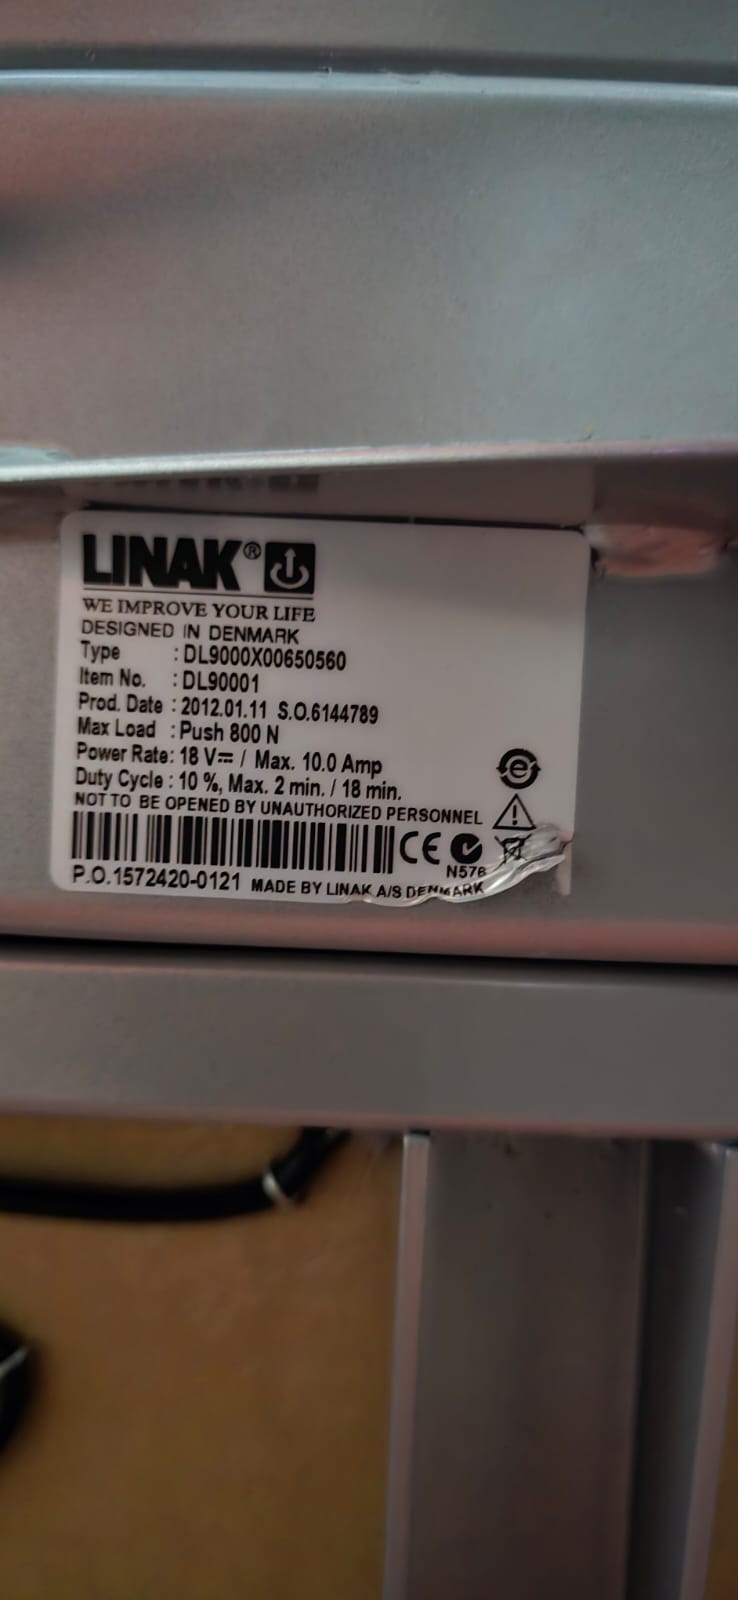 LINAK®
WE IMPROVE YOUR LIFE
DESIGNED IN DENMARK
Type : DL9000X00650560
Item No. : DL90001
Prod. Date : 2012.01.11 S.O.6144789
Max Load : Push 800 N
Power Rate: 18 V⎓ / Max. 10.0 Amp
Duty Cycle : 10 %, Max. 2 min. / 18 min.
NOT TO BE OPENED BY UNAUTHORIZED PERSONNEL
CE
N576
P.O.1572420-0121 MADE BY LINAK A/S DENMARK